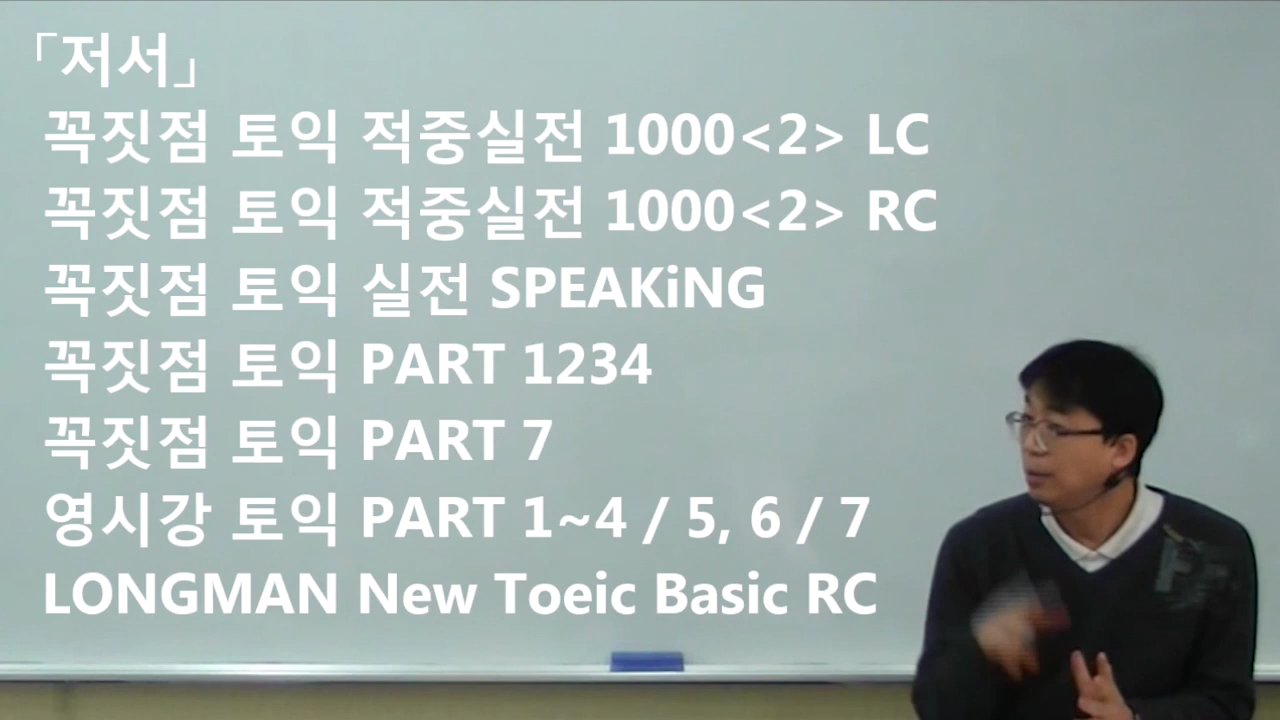 「저서」
꼭짓점 토익 적중실전 1000<2> LC
꼭짓점 토익 적중실전 1000<2> RC
꼭짓점 토익 실전 SPEAKiNG
꼭짓점 토익 PART 1234
꼭짓점 토익 PART 7
영시강 토익 PART 1~4 / 5, 6 / 7
LONGMAN New Toeic Basic RC